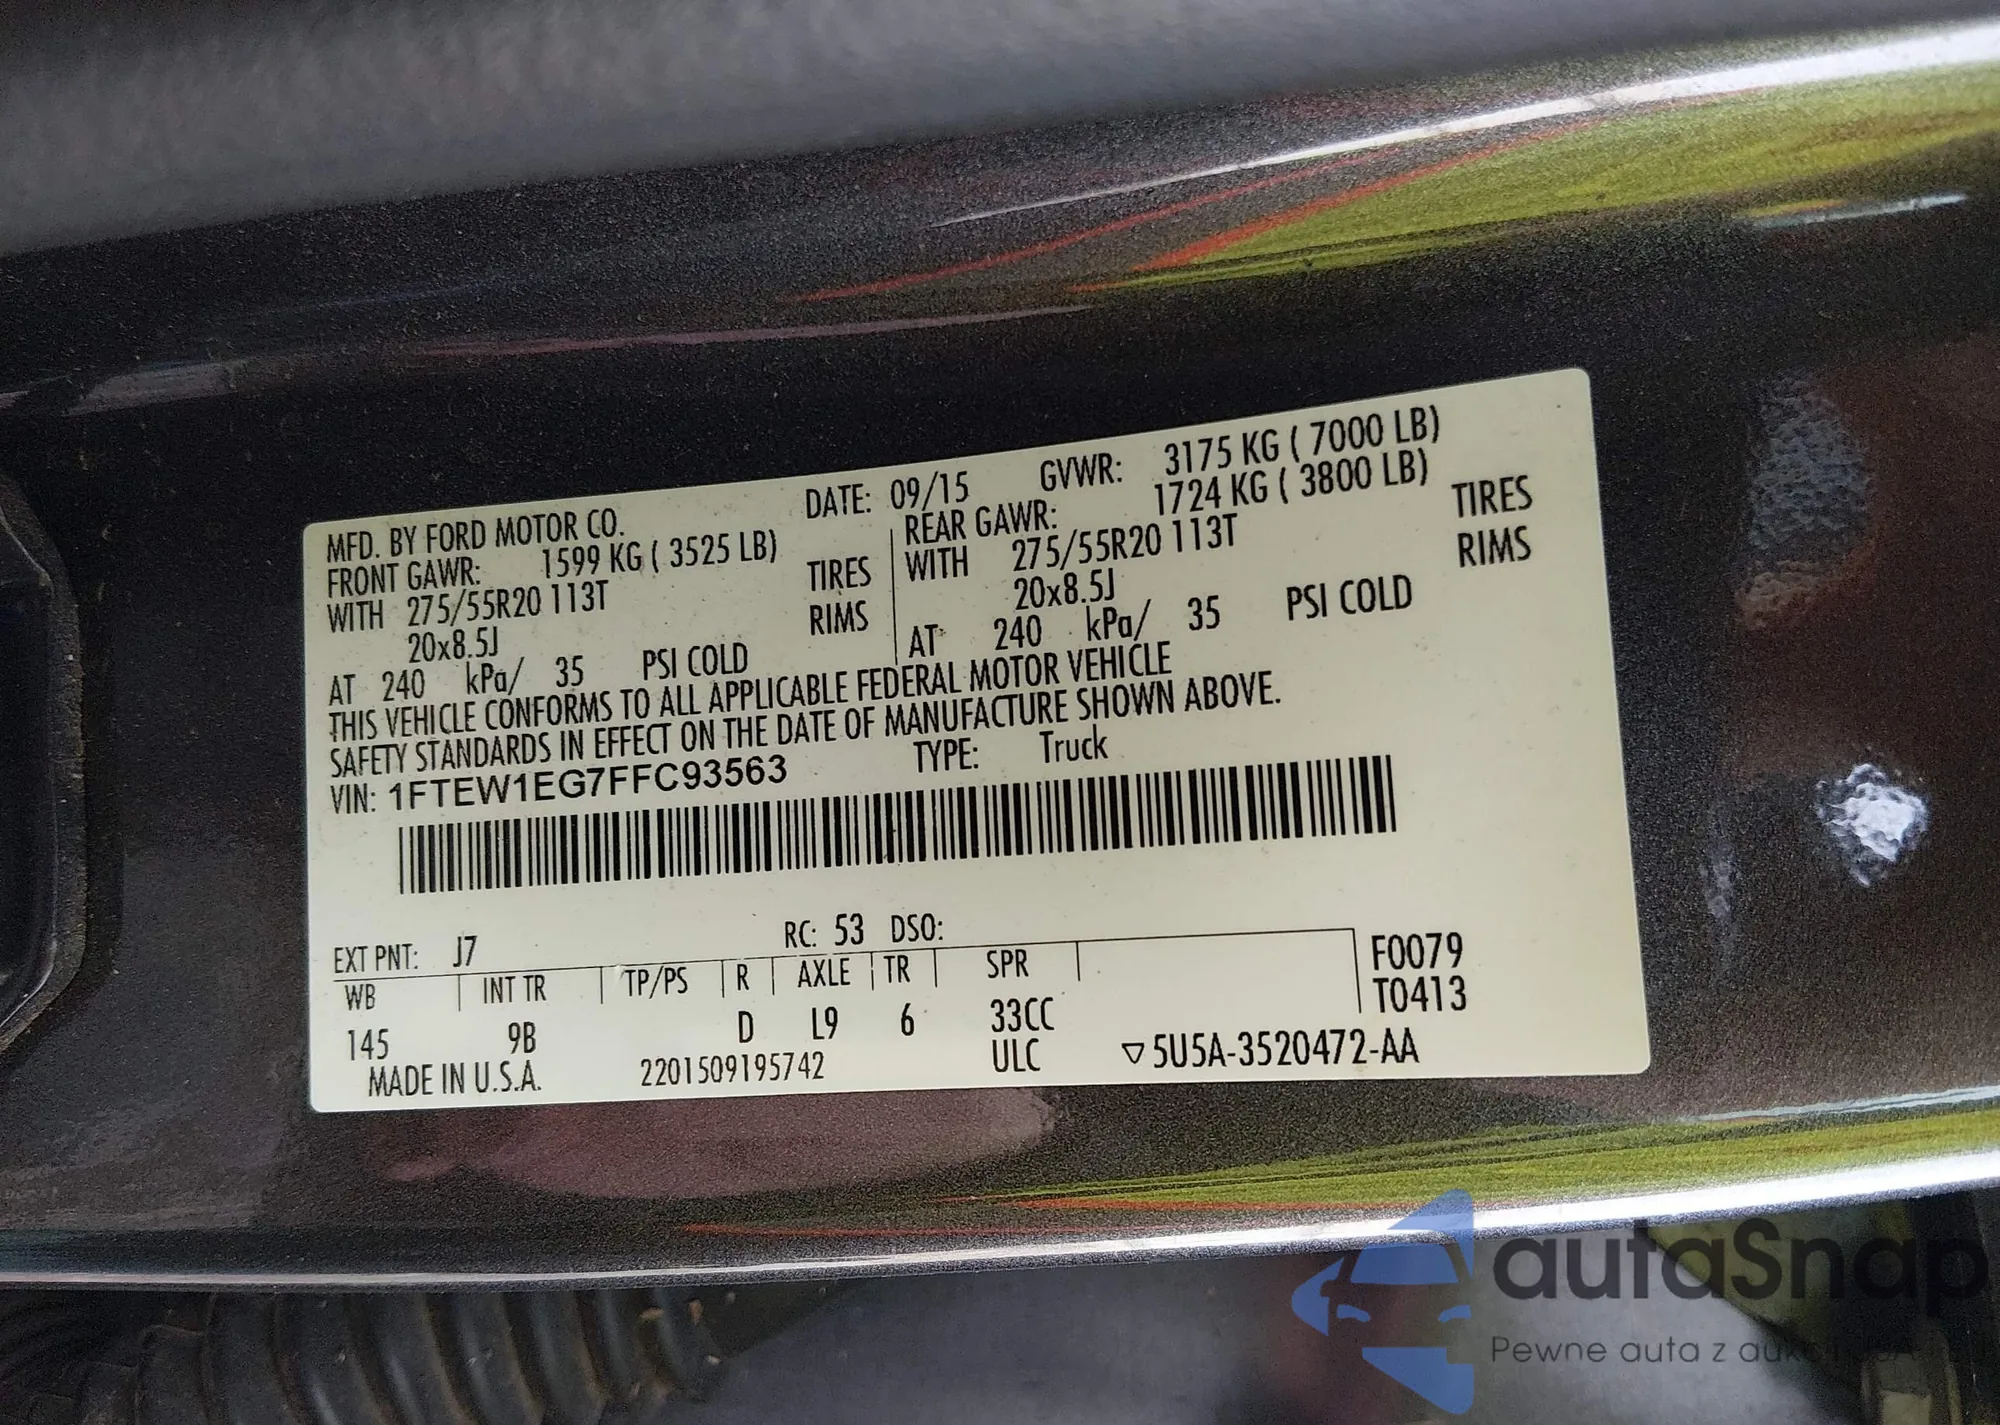 MFD. BY FORD MOTOR CO. DATE: 09/15 GVWR: 3175 KG ( 7000 LB)
FRONT GAWR: 1599 KG ( 3525 LB) REAR GAWR: 1724 KG ( 3800 LB)
WITH 275/55R20 113T TIRES WITH 275/55R20 113T TIRES
20x8.5J RIMS 20x8.5J RIMS
AT 240 kPa/ 35 PSI COLD AT 240 kPa/ 35 PSI COLD
THIS VEHICLE CONFORMS TO ALL APPLICABLE FEDERAL MOTOR VEHICLE
SAFETY STANDARDS IN EFFECT ON THE DATE OF MANUFACTURE SHOWN ABOVE.
VIN: 1FTEW1EG7FFC93563 TYPE: Truck
EXT PNT: J7 RC: 53 DSO:
WB INT TR TP/PS R AXLE TR SPR F0079
145 9B D L9 6 33CC T0413
MADE IN U.S.A. 2201509195742 ULC ▽5U5A-3520472-AA
autaSnap
Pewne auta z